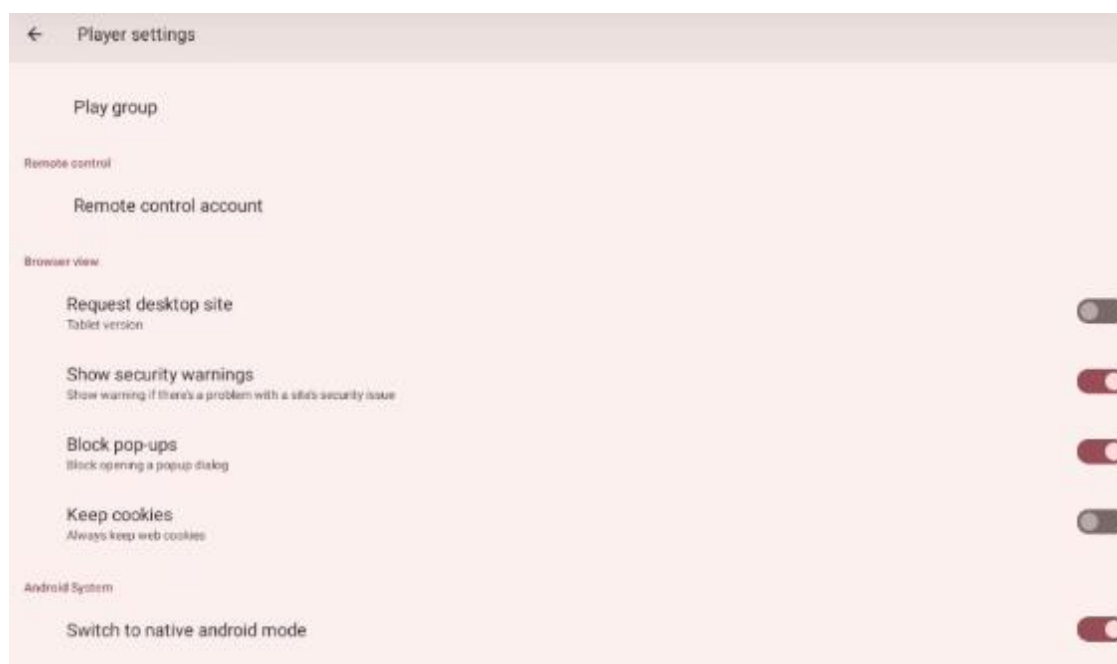 Player settings
Play group
Remote control
Remote control account
Browser view
Request desktop site
Tablet version
Show security warnings
Show warning if there's a problem with a site's security issue
Block pop-ups
Block opening a popup dialog
Keep cookies
Always keep web cookies
Android System
Switch to native android mode